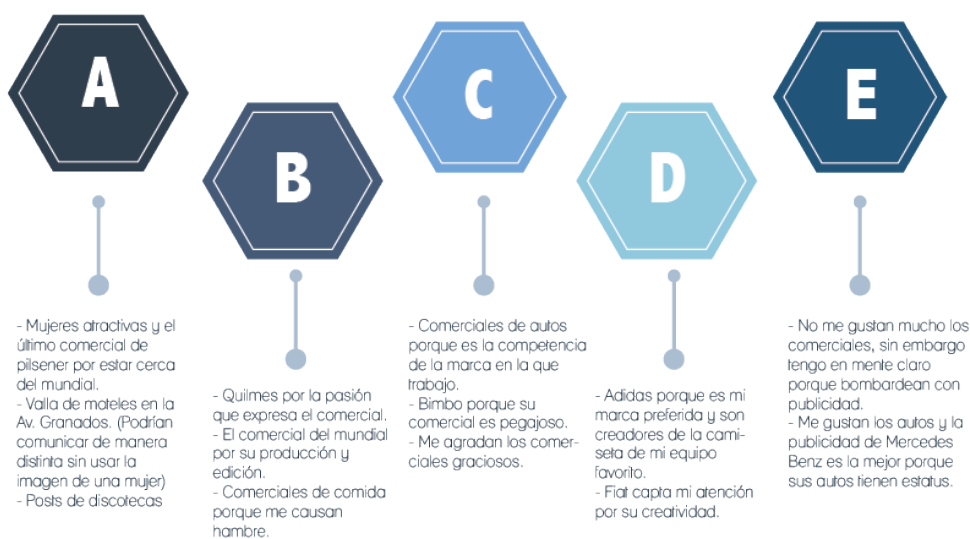 A
- Mujeres atractivas y el
último comercial de
pilsener por estar cerca
del mundial.
- Valla de moteles en la
Av. Granados. (Podrían
comunicar de manera
distinta sin usar la
imagen de una mujer)
- Posts de discotecas
B
- Quilmes por la pasión
que expresa el comercial.
- El comercial del mundial
por su producción y
edición.
- Comerciales de comida
porque me causan
hambre.
C
- Comerciales de autos
porque es la competencia
de la marca en la que
trabajo.
- Bimbo porque su
comercial es pegajoso.
- Me agradan los comer-
ciales graciosos.
D
- Adidas porque es mi
marca preferida y son
creadores de la cami-
seta de mi equipo
favorito.
- Fiat capta mi atención
por su creatividad.
E
- No me gustan mucho los
comerciales, sin embargo
tengo en mente claro
porque bombardean con
publicidad.
- Me gustan los autos y la
publicidad de Mercedes
Benz es la mejor porque
sus autos tienen estatus.